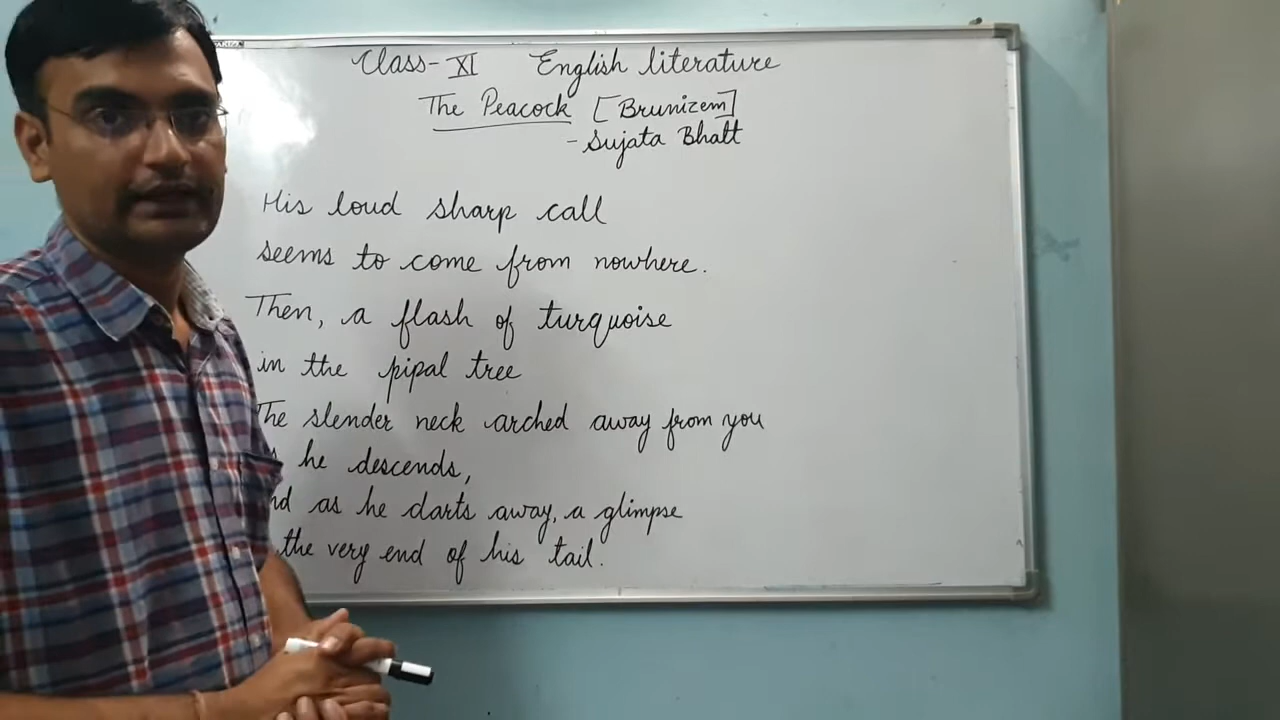 Class-XI English literature
The Peacock [Brunizem]
- Sujata Bhatt
His loud sharp call
seems to come from nowhere.
Then, a flash of turquoise
in the pipal tree
The slender neck arched away from you
he descends,
as he darts away, a glimpse
the very end of his tail.